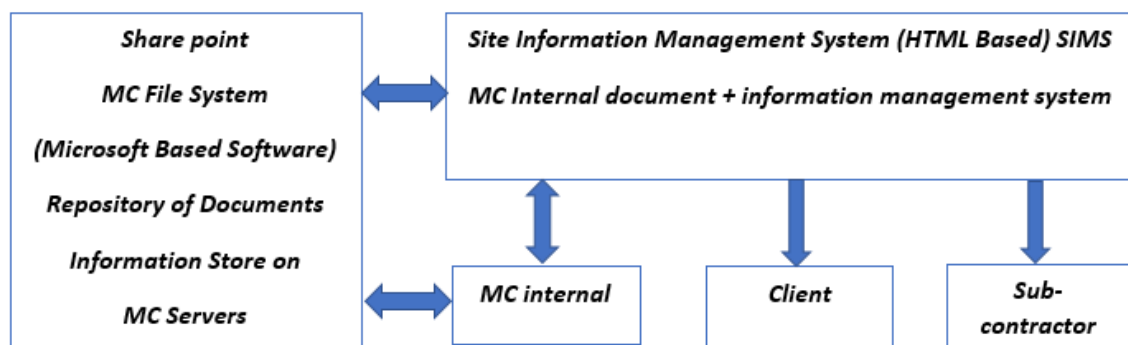 Share point
MC File System
(Microsoft Based Software)
Repository of Documents
Information Store on
MC Servers
Site Information Management System (HTML Based) SIMS
MC Internal document + information management system
MC internal
Client
Sub-
contractor